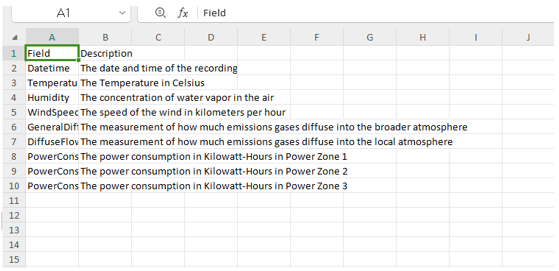 A1 fx Field
A B C D E F G H I J
1 Field Description
2 Datetime The date and time of the recording
3 Temperatu The Temperature in Celsius
4 Humidity The concentration of water vapor in the air
5 WindSpeed The speed of the wind in kilometers per hour
6 GeneralDif The measurement of how much emissions gases diffuse into the broader atmosphere
7 DiffuseFlov The measurement of how much emissions gases diffuse into the local atmosphere
8 PowerCons The power consumption in Kilowatt-Hours in Power Zone 1
9 PowerCons The power consumption in Kilowatt-Hours in Power Zone 2
10 PowerCons The power consumption in Kilowatt-Hours in Power Zone 3
11
12
13
14
15